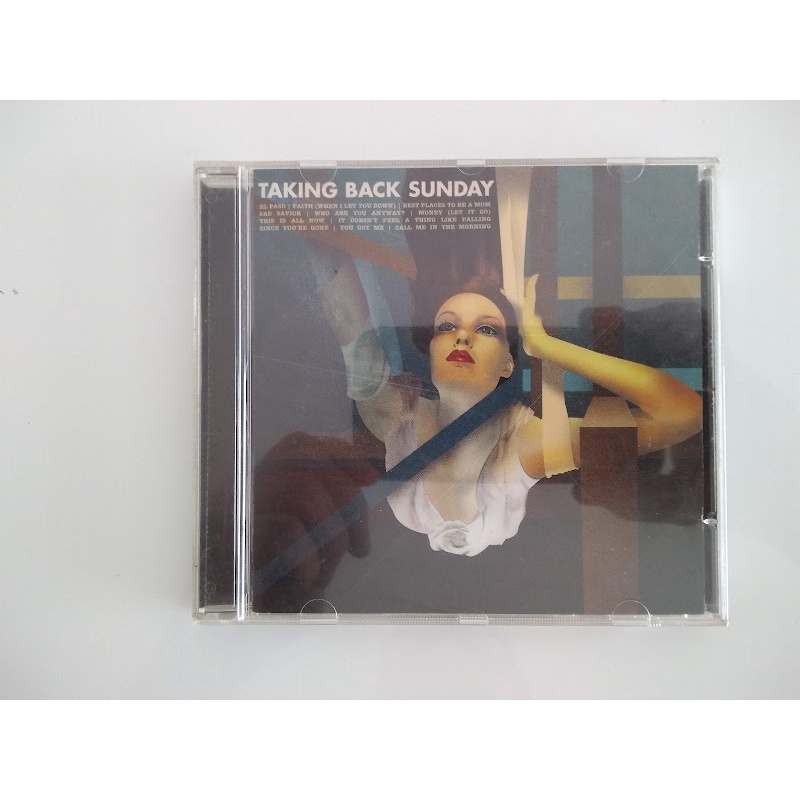 TAKING BACK SUNDAY
EL PASO | FAITH (WHEN I LET YOU DOWN) | BEST PLACES TO BE A MOM
SAD SAVIOR | WHO ARE YOU ANYWAY? | MONEY (LET IT GO)
THIS IS ALL NOW | IT DOESN'T FEEL A THING LIKE FALLING
SINCE YOU'RE GONE | YOU GOT ME | CALL ME IN THE MORNING